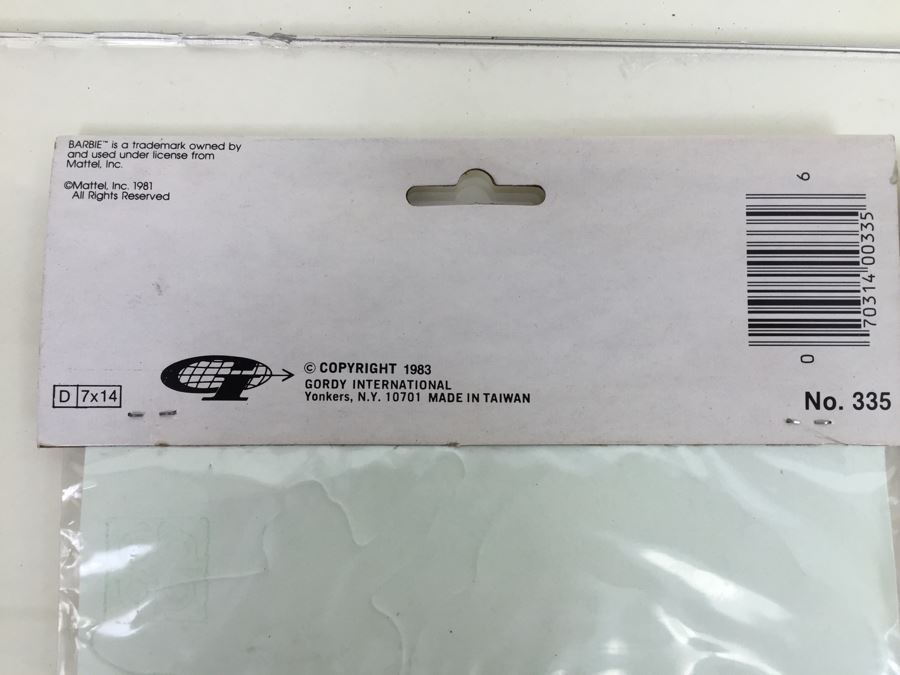 BARBIE™ is a trademark owned by
and used under license from
Mattel, Inc.
©Mattel, Inc. 1981
All Rights Reserved
6
70314 00335
0
No. 335
GI
© COPYRIGHT 1983
GORDY INTERNATIONAL
Yonkers, N.Y. 10701 MADE IN TAIWAN
D 7x14